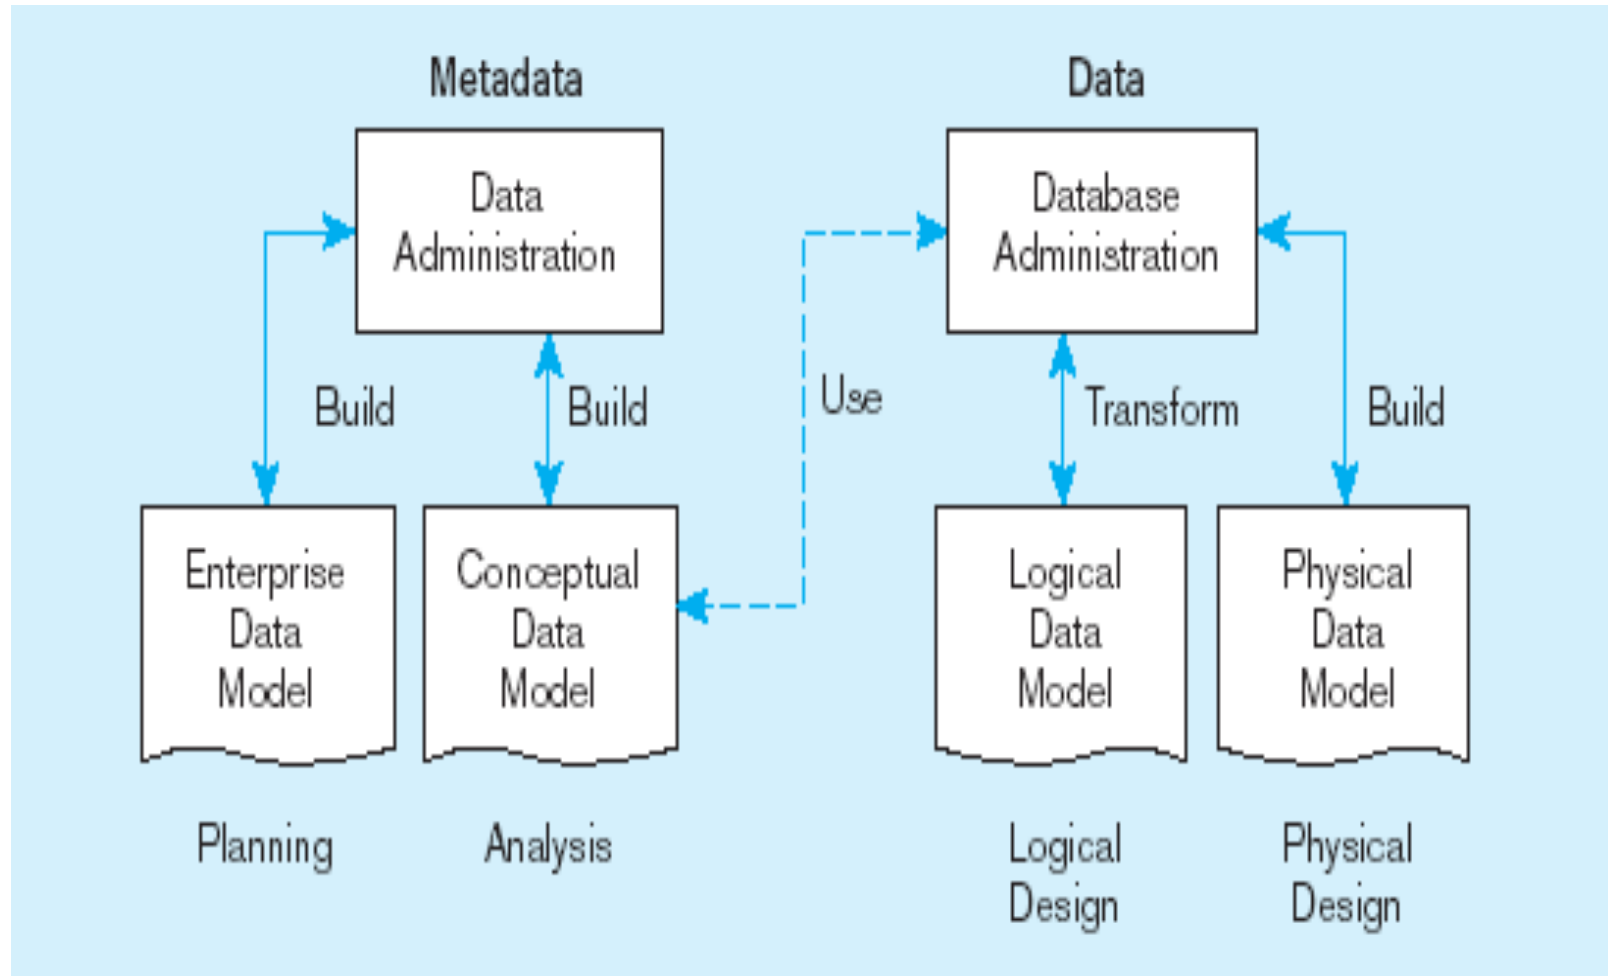 Metadata
Data
Data
Administration
Database
Administration
Build
Build
Use
Transform
Build
Enterprise
Data
Model
Conceptual
Data
Model
Logical
Data
Model
Physical
Data
Model
Planning
Analysis
Logical
Design
Physical
Design